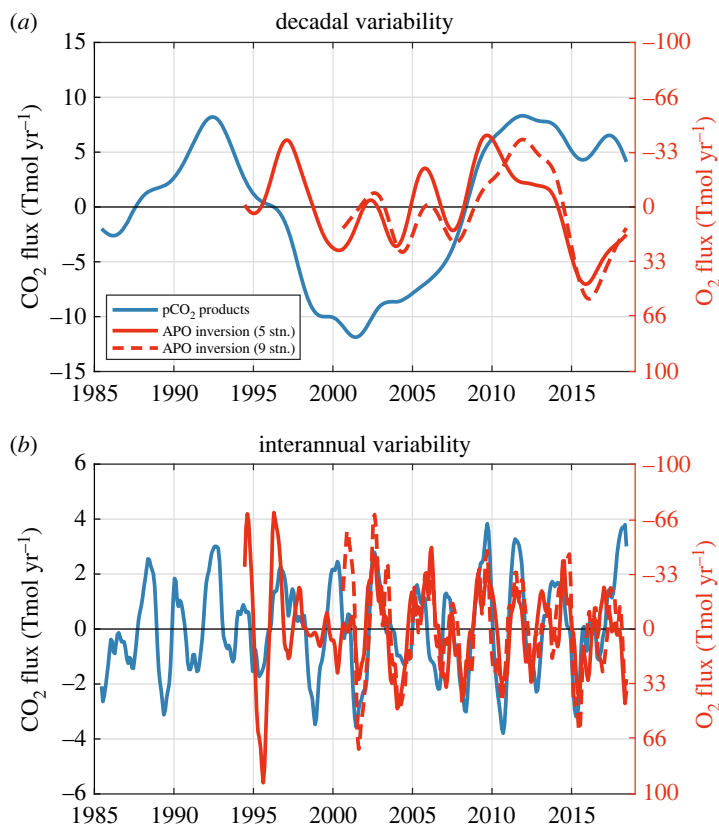 (a) decadal variability
15 –100
10 –66
5 –33
0 0
–5 33
–10 66
–15 100
CO2 flux (Tmol yr–1)
O2 flux (Tmol yr–1)
pCO2 products
APO inversion (5 stn.)
APO inversion (9 stn.)
1985 1990 1995 2000 2005 2010 2015
(b) interannual variability
6 –100
4 –66
2 –33
0 0
–2 33
–4 66
–6 100
CO2 flux (Tmol yr–1)
O2 flux (Tmol yr–1)
1985 1990 1995 2000 2005 2010 2015